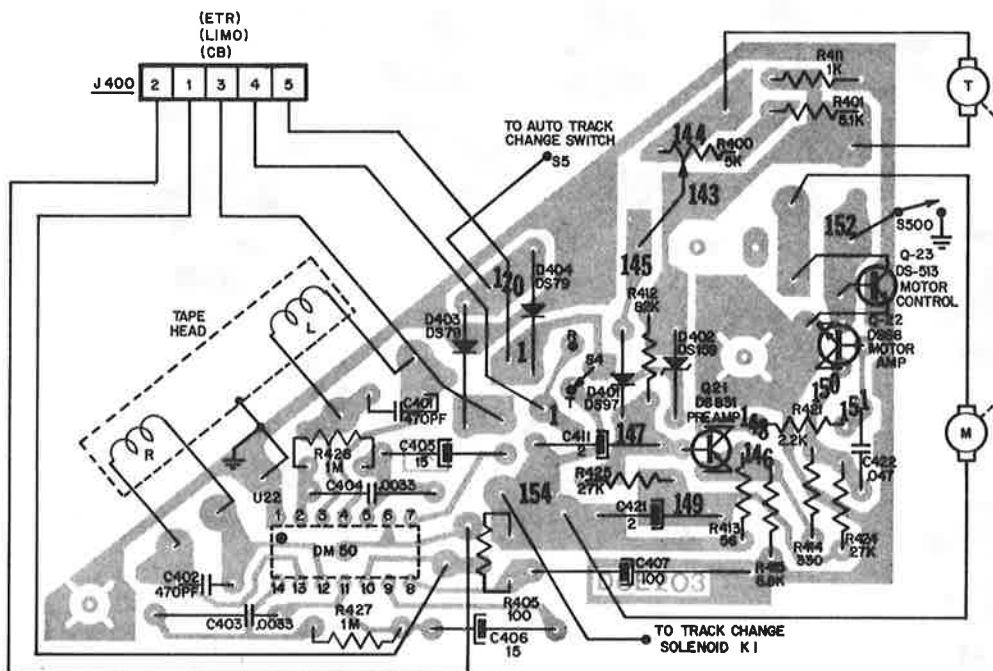 (ETR)
(LIMO)
(CB)
J400
2 1 3 4 5
R411
1K
T
R401
5.1K
TO AUTO TRACK
CHANGE SWITCH
S5
144
R400
5K
143
152
S500
Q-23
DS-513
MOTOR
CONTROL
120
D404
DS79
145
R412
82K
TAPE
HEAD
L
D403
DS79
1
R
S4
T
D402
DS159
D401
DS97
Q-22
DS68
MOTOR
AMP
150
Q21
DS831
PREAMP
148
R421
2.2K
151
M
C401
470PF
1
R
R426
1M
C405
15
C411
2
147
146
C422
.047
U22
C404 .0033
R425
27K
154
C421
2
149
1 2 3 4 5 6 7
DM 50
14 13 12 11 10 9 8
R413
56
R414
330
R424
27K
C402
470PF
C407
100
R415
6.8K
C403 .0033
R427
1M
R405
100
C406
15
TO TRACK CHANGE
SOLENOID K1